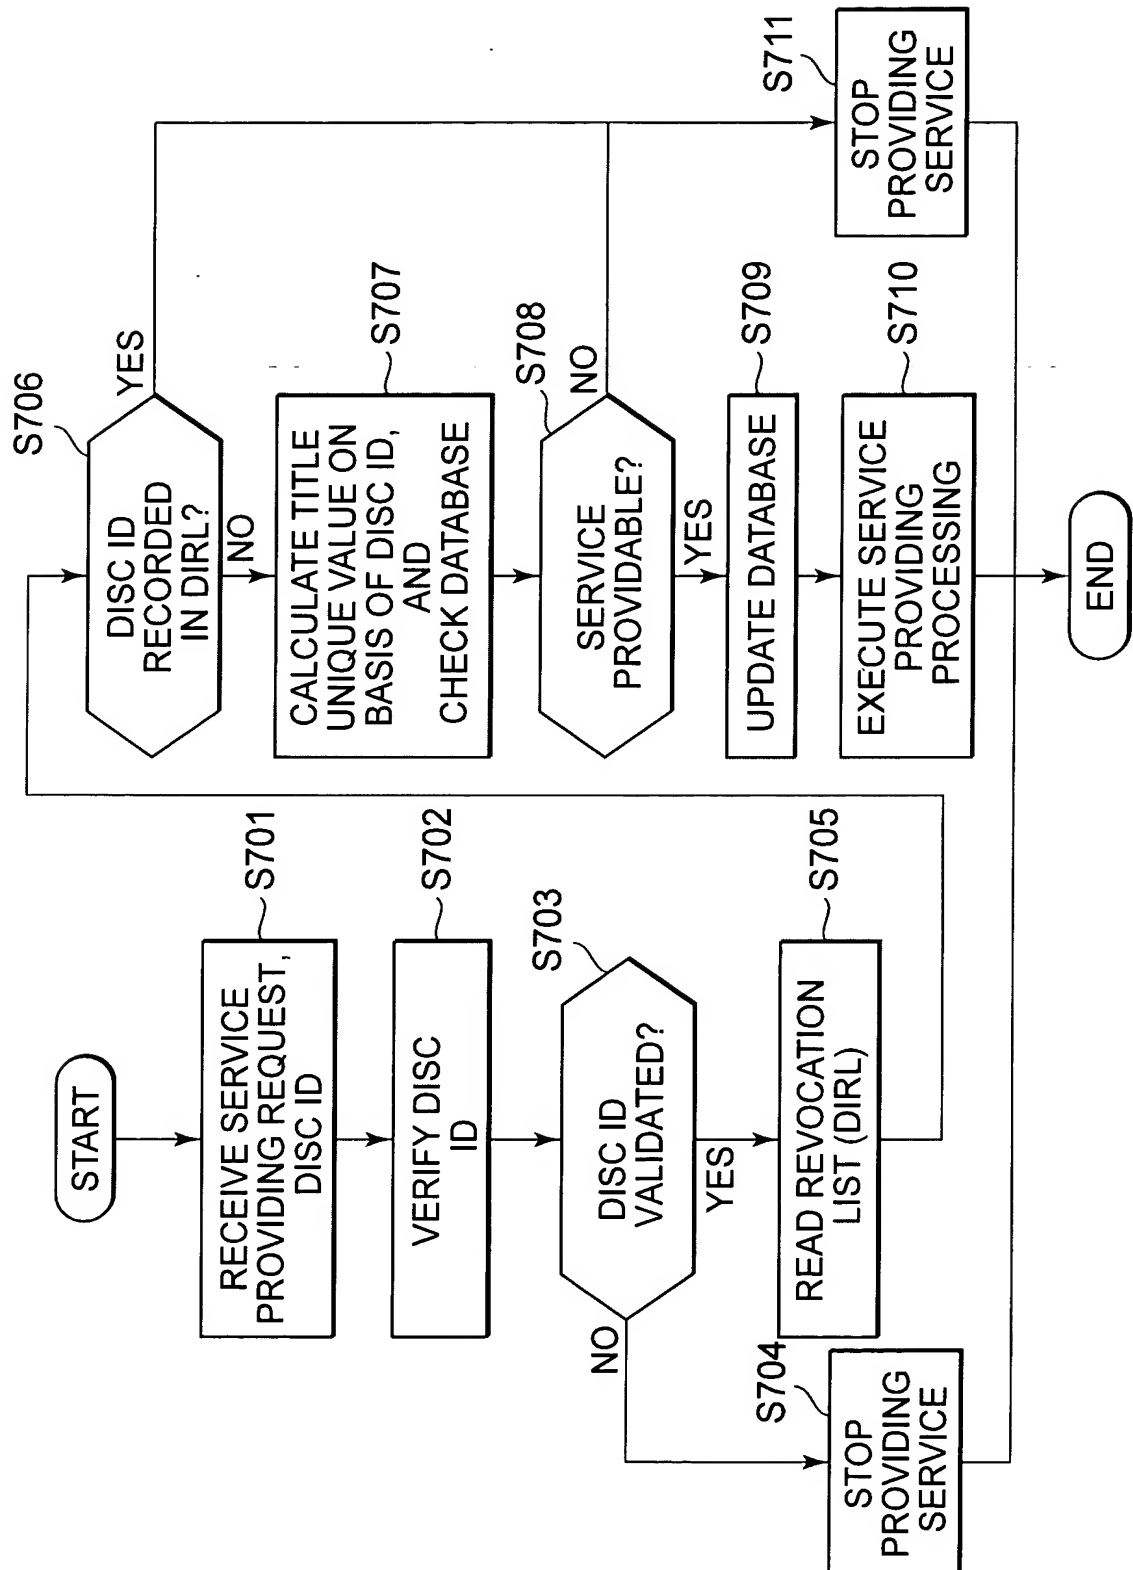 START
RECEIVE SERVICE
PROVIDING REQUEST,
DISC ID
S701
VERIFY DISC
ID
S702
DISC ID
VALIDATED?
S703
NO
YES
STOP
PROVIDING
SERVICE
S704
READ REVOCATION
LIST (DIRL)
S705
DISC ID
RECORDED
IN DIRL?
S706
YES
NO
CALCULATE TITLE
UNIQUE VALUE ON
BASIS OF DISC ID,
AND
CHECK DATABASE
S707
SERVICE
PROVIDABLE?
S708
NO
YES
UPDATE DATABASE
S709
EXECUTE SERVICE
PROVIDING
PROCESSING
S710
STOP
PROVIDING
SERVICE
S711
END